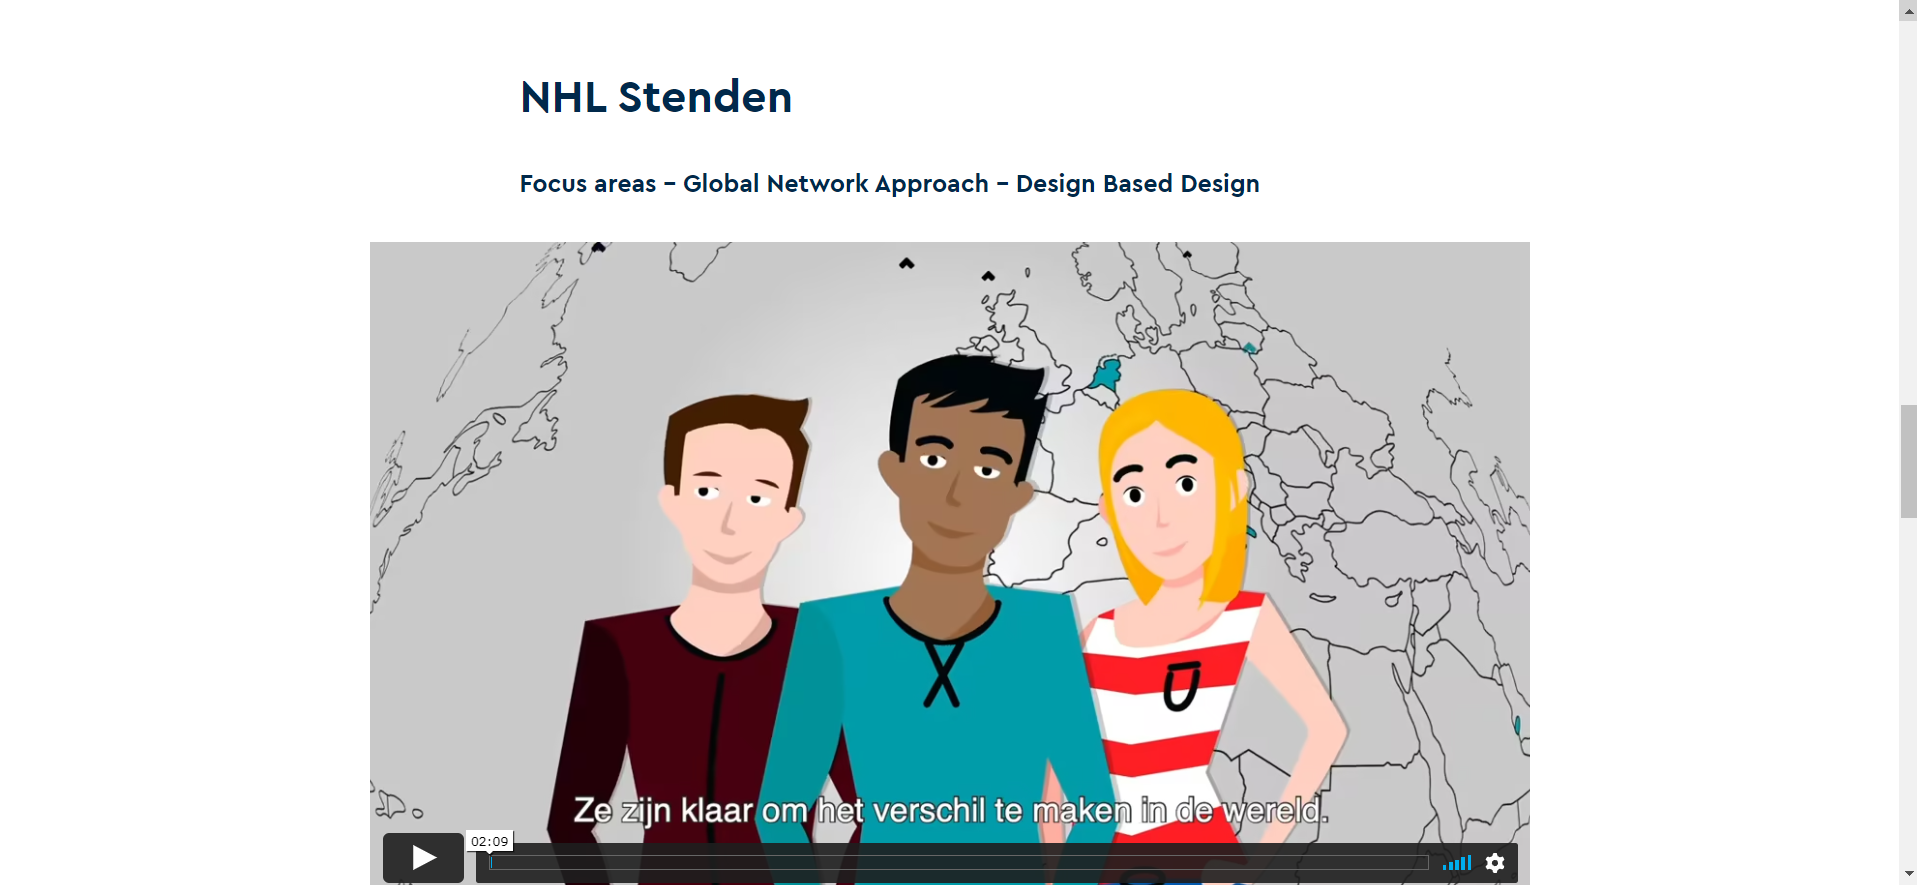 NHL Stenden
Focus areas – Global Network Approach – Design Based Design
Ze zijn klaar om het verschil te maken in de wereld.
02:09